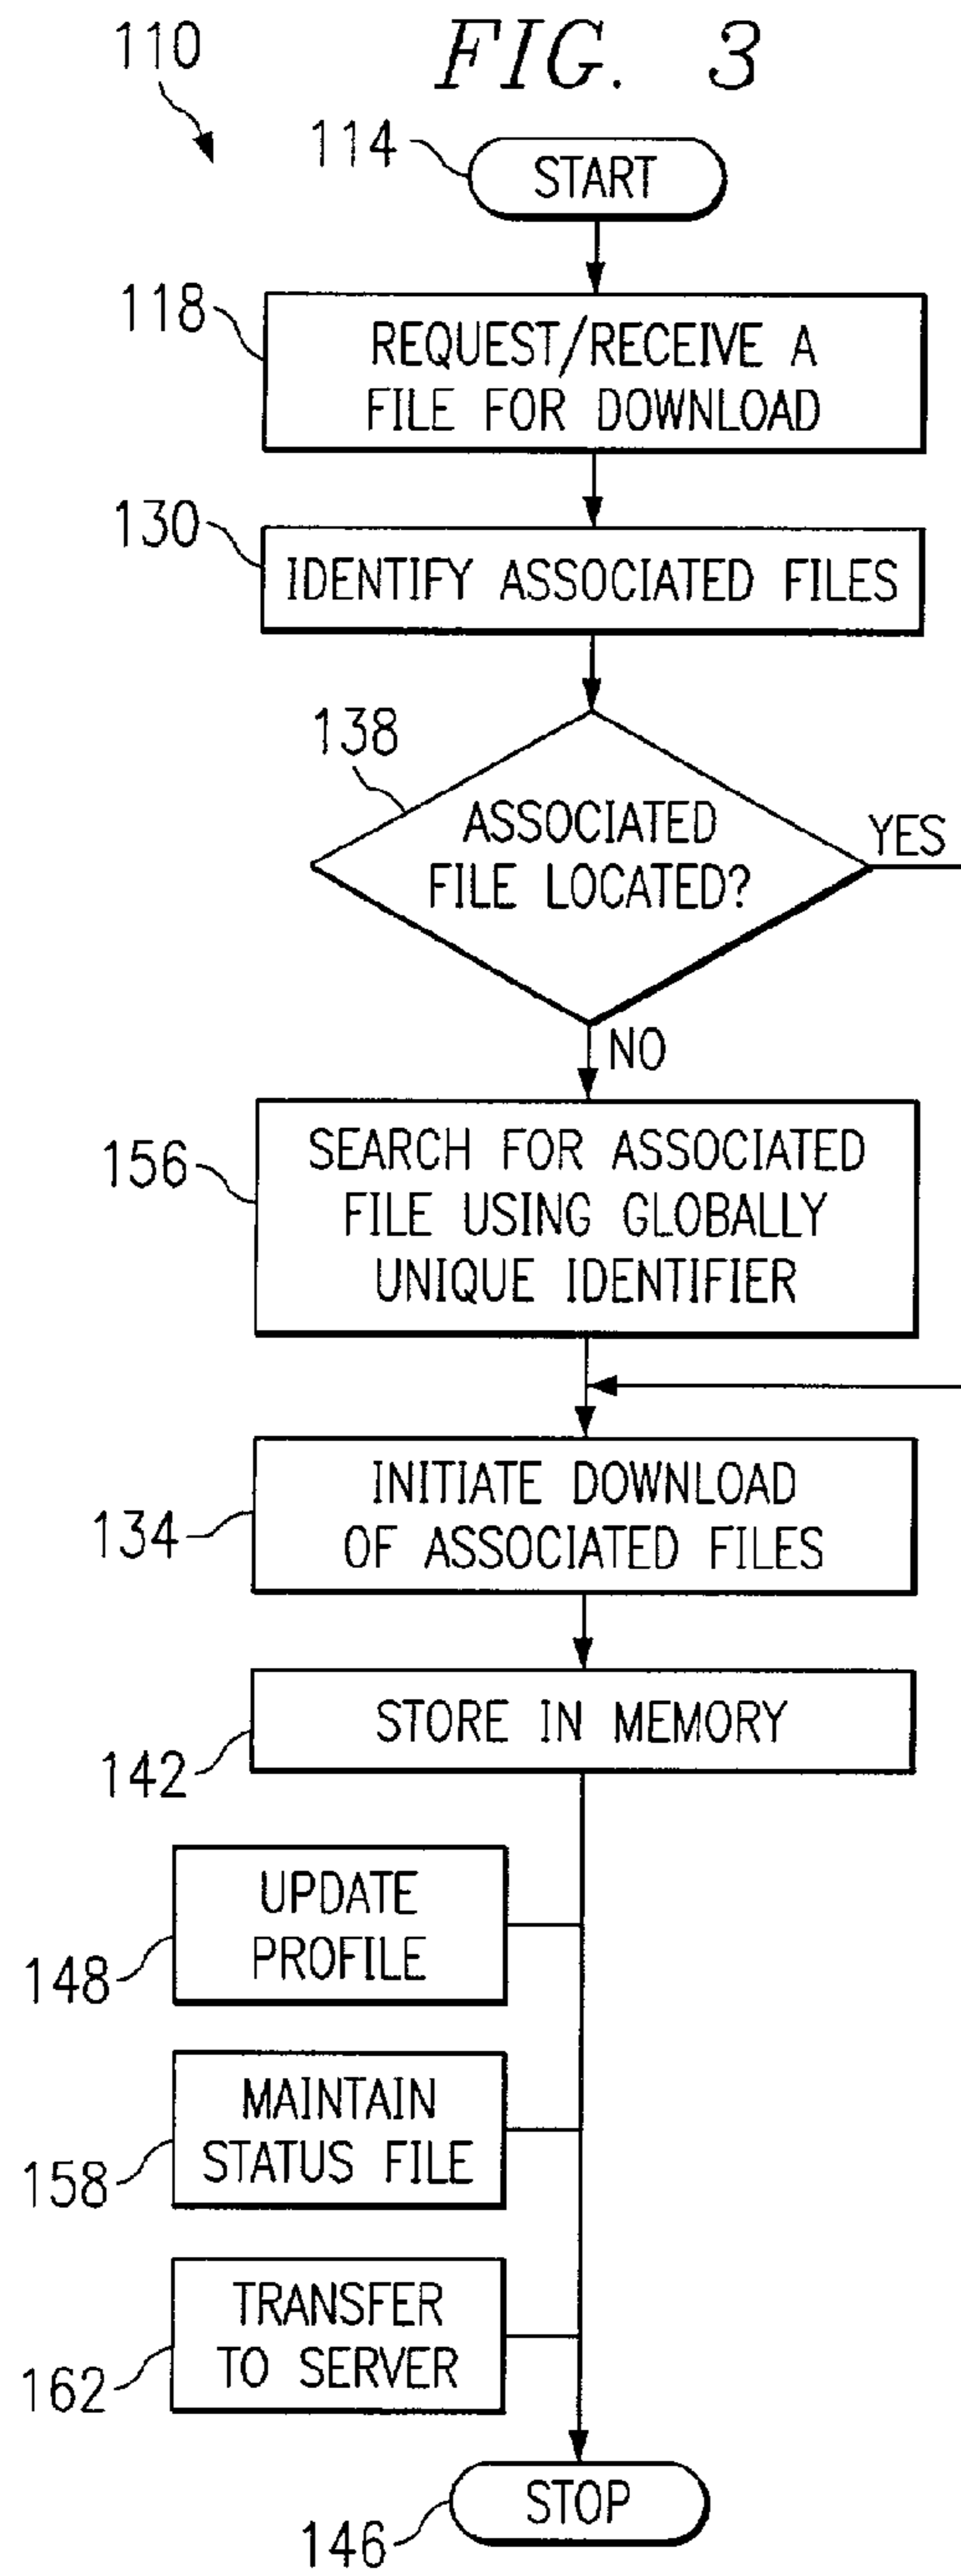 110
FIG. 3
114
START
118
REQUEST/RECEIVE A
FILE FOR DOWNLOAD
130
IDENTIFY ASSOCIATED FILES
138
ASSOCIATED
FILE LOCATED?
YES
NO
156
SEARCH FOR ASSOCIATED
FILE USING GLOBALLY
UNIQUE IDENTIFIER
134
INITIATE DOWNLOAD
OF ASSOCIATED FILES
142
STORE IN MEMORY
148
UPDATE
PROFILE
158
MAINTAIN
STATUS FILE
162
TRANSFER
TO SERVER
146
STOP